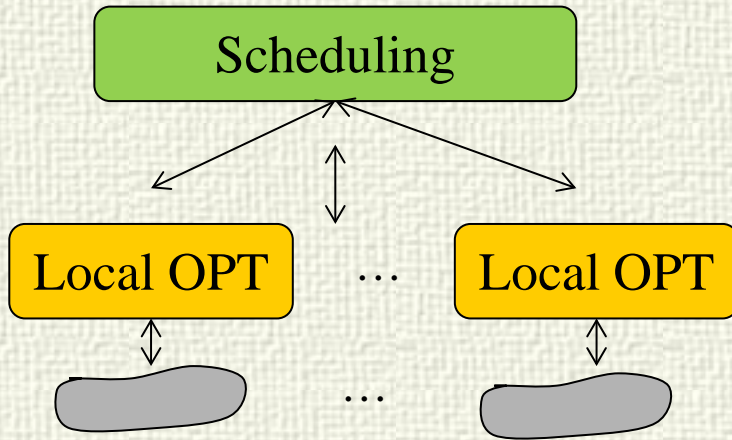 Scheduling
Local OPT … Local OPT
…